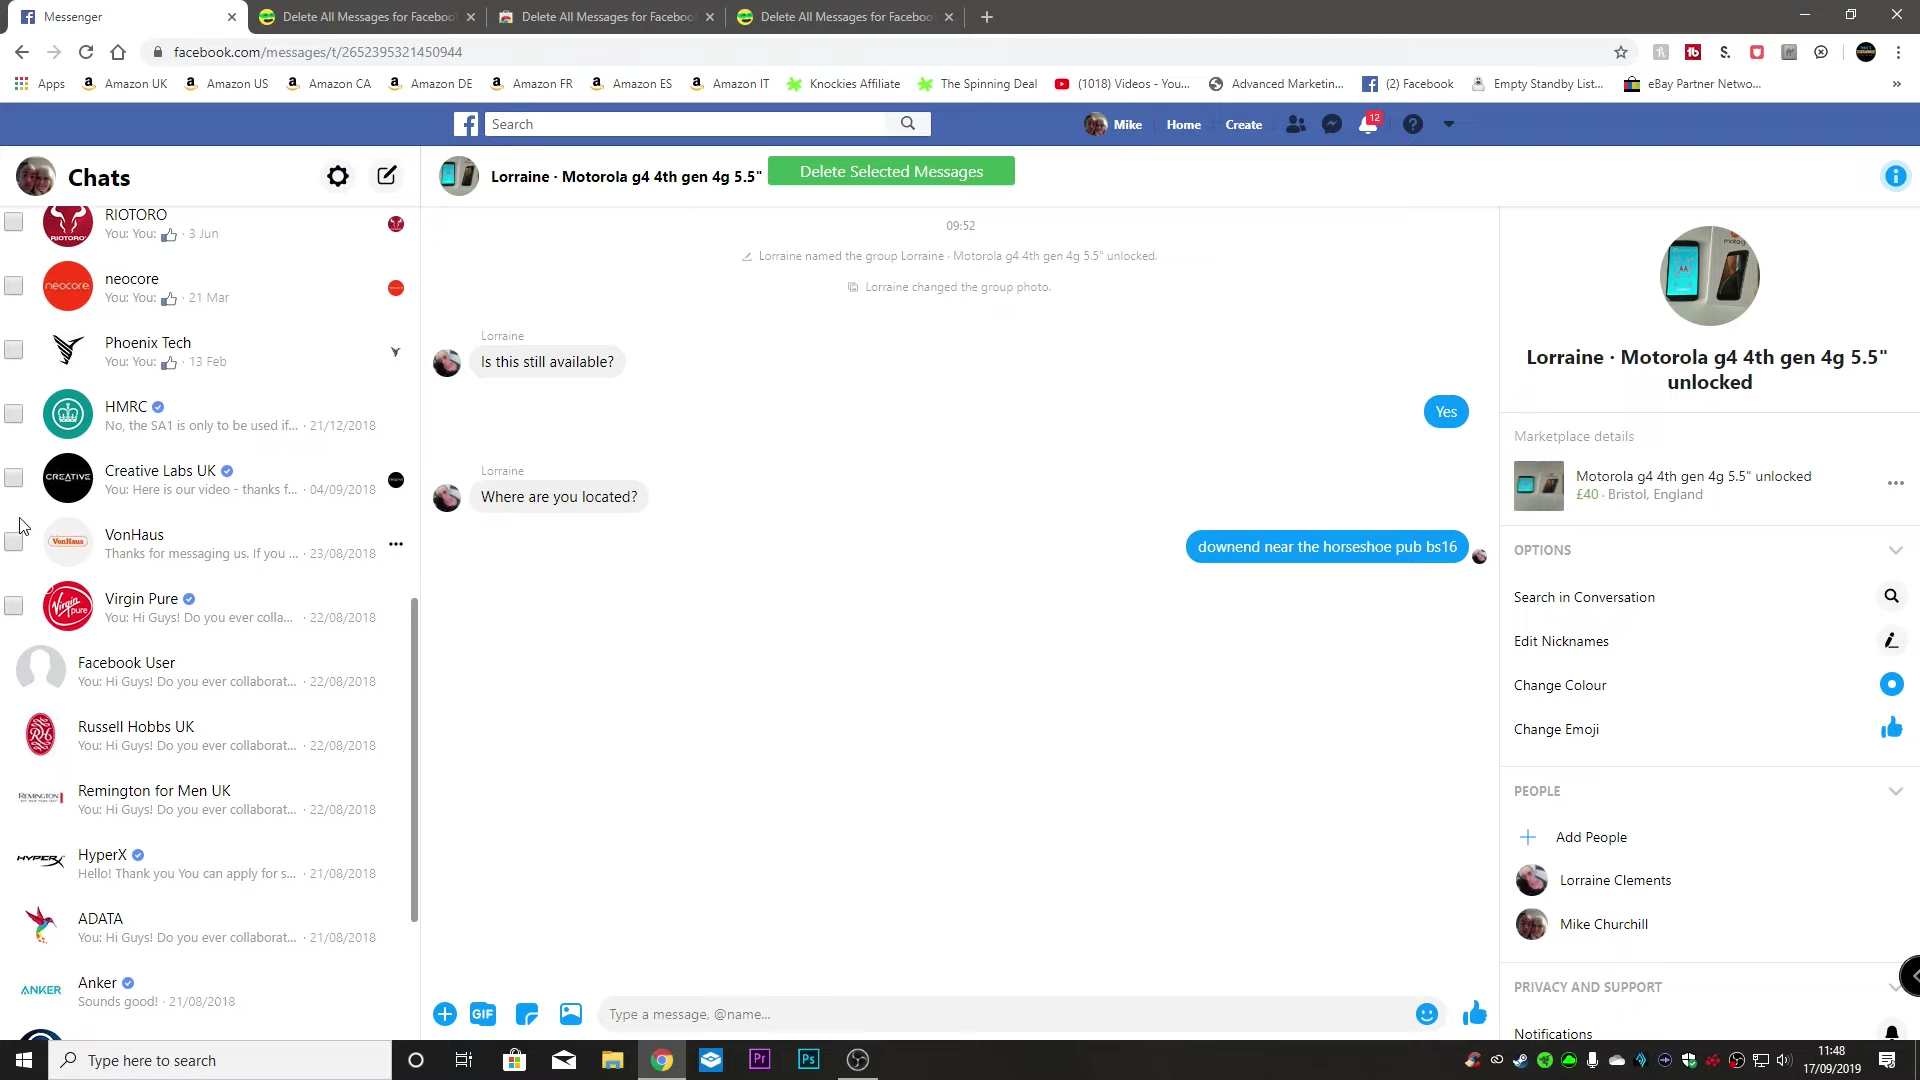 Messenger
Delete All Messages for Facebook
Delete All Messages for Facebook
Delete All Messages for Facebook
facebook.com/messages/t/2652395321450944
Apps
Amazon UK
Amazon US
Amazon CA
Amazon DE
Amazon FR
Amazon ES
Amazon IT
Knockies Affiliate
The Spinning Deal
(1018) Videos - You...
Advanced Marketin...
(2) Facebook
Empty Standby List...
eBay Partner Netwo...
Search
Mike
Home
Create
12
Chats
Lorraine · Motorola g4 4th gen 4g 5.5"
Delete Selected Messages
RIOTORO
You: You: · 3 Jun
neocore
You: You: · 21 Mar
Phoenix Tech
You: You: · 13 Feb
HMRC
No, the SA1 is only to be used if... · 21/12/2018
CREATIVE
Creative Labs UK
You: Here is our video - thanks f... · 04/09/2018
VonHaus
VonHaus
Thanks for messaging us. If you ... · 23/08/2018
Virgin pure
Virgin Pure
You: Hi Guys! Do you ever colla... · 22/08/2018
Facebook User
You: Hi Guys! Do you ever collaborat... · 22/08/2018
Russell Hobbs UK
You: Hi Guys! Do you ever collaborat... · 22/08/2018
REMINGTON
Remington for Men UK
You: Hi Guys! Do you ever collaborat... · 22/08/2018
HYPERX
HyperX
Hello! Thank you You can apply for s... · 21/08/2018
ADATA
You: Hi Guys! Do you ever collaborat... · 21/08/2018
ANKER
Anker
Sounds good! · 21/08/2018
09:52
Lorraine named the group Lorraine · Motorola g4 4th gen 4g 5.5" unlocked.
Lorraine changed the group photo.
Lorraine
Is this still available?
Yes
Lorraine
Where are you located?
downend near the horseshoe pub bs16
GIF
Type a message, @name...
Lorraine · Motorola g4 4th gen 4g 5.5"
unlocked
Marketplace details
Motorola g4 4th gen 4g 5.5" unlocked
£40 · Bristol, England
OPTIONS
Search in Conversation
Edit Nicknames
Change Colour
Change Emoji
PEOPLE
Add People
Lorraine Clements
Mike Churchill
PRIVACY AND SUPPORT
Notifications
Type here to search
Pr
Ps
11:48
17/09/2019